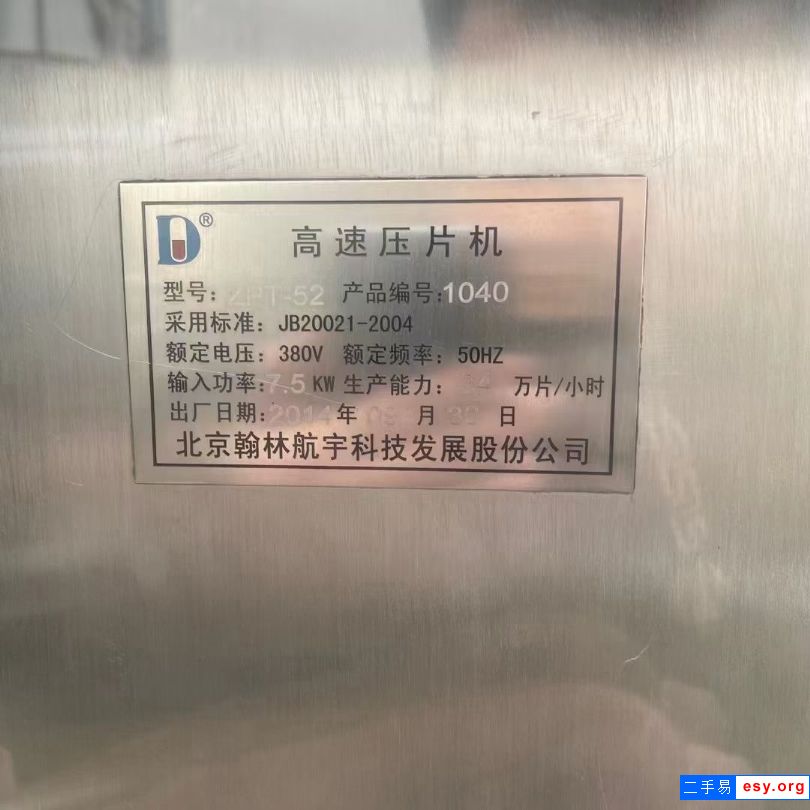 D®
高速压片机
型号：ZPT-52 产品编号：1040
采用标准：JB20021-2004
额定电压：380V 额定频率：50HZ
输入功率：7.5KW 生产能力： 万片/小时
出厂日期：2014年 月 日
北京翰林航宇科技发展股份公司
二手易 esy.org